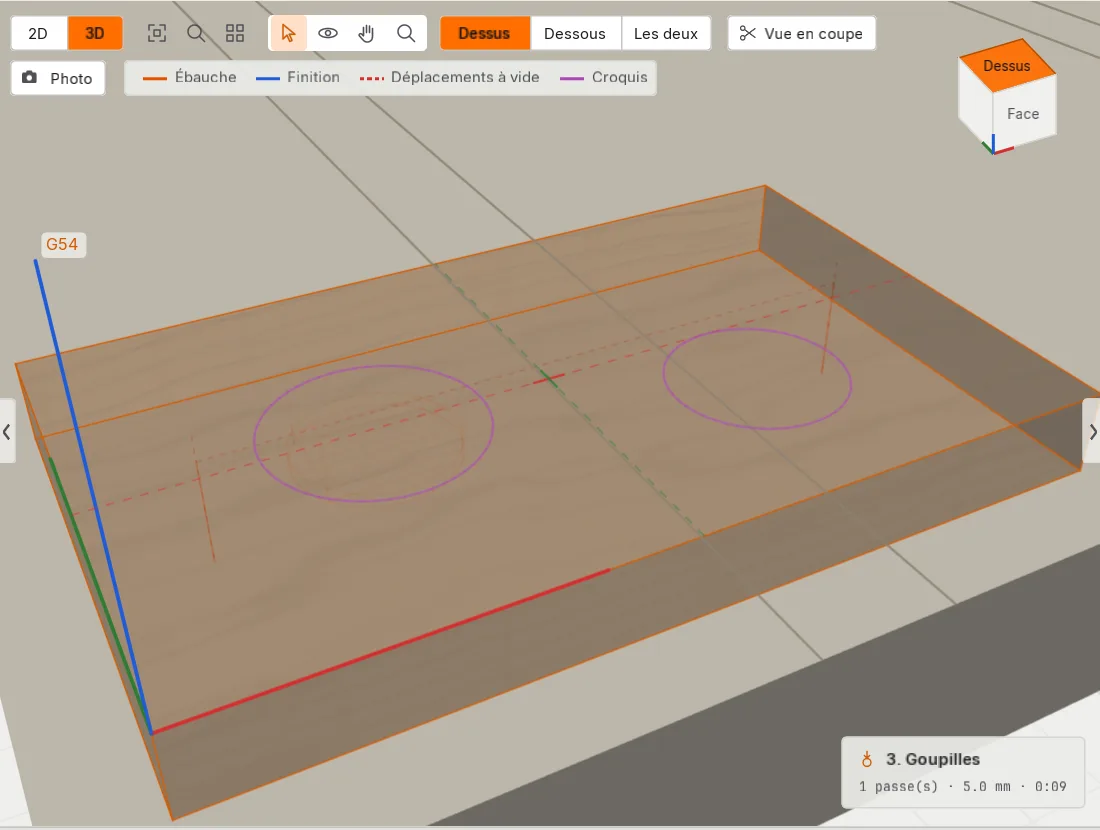 2D 3D Dessus Dessous Les deux Vue en coupe
Photo Ébauche Finition Déplacements à vide Croquis
Dessus
Face
G54
3. Goupilles
1 passe(s) · 5.0 mm · 0:09